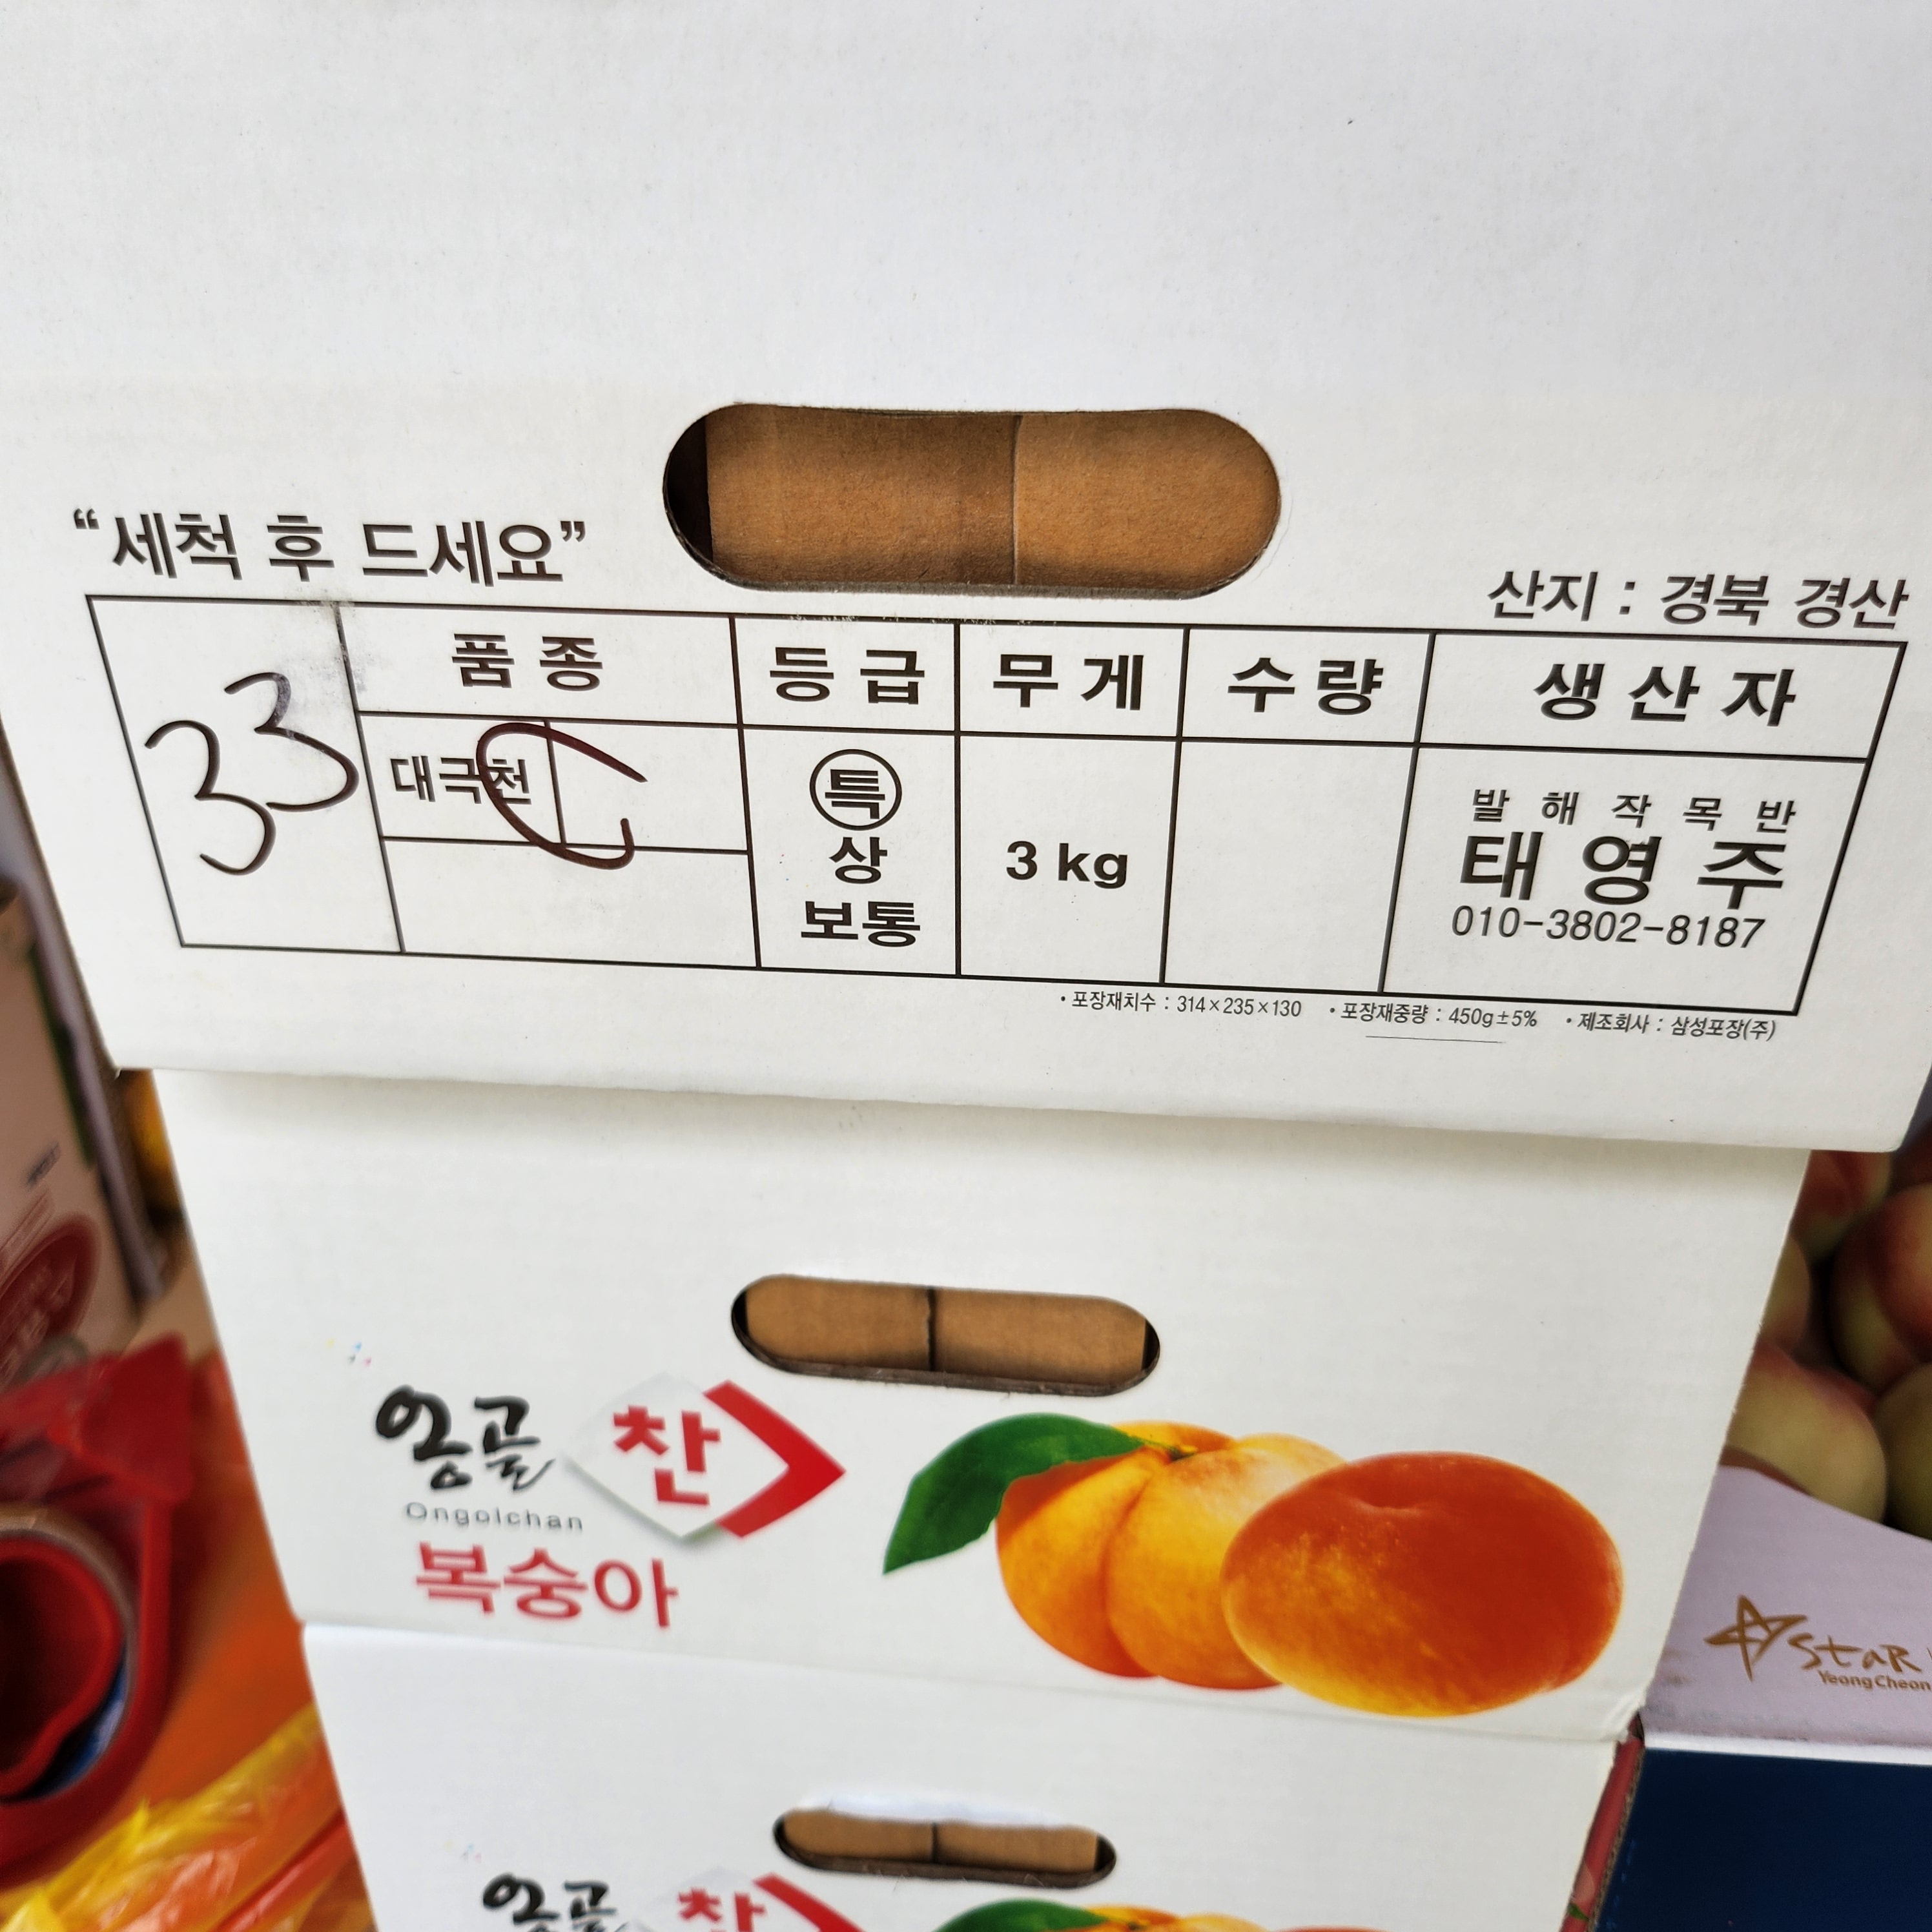 “세척 후 드세요”
산지 : 경북 경산
33
품종 등급 무게 수량 생산자
대극천
특
상
보통
3 kg
발해작목반
태영주
010-3802-8187
• 포장재치수 : 314×235×130 • 포장재중량 : 450g±5% • 제조회사 : 삼성포장(주)
옹골찬
Ongolchan
복숭아
STaR
YeongCheon
옹골찬